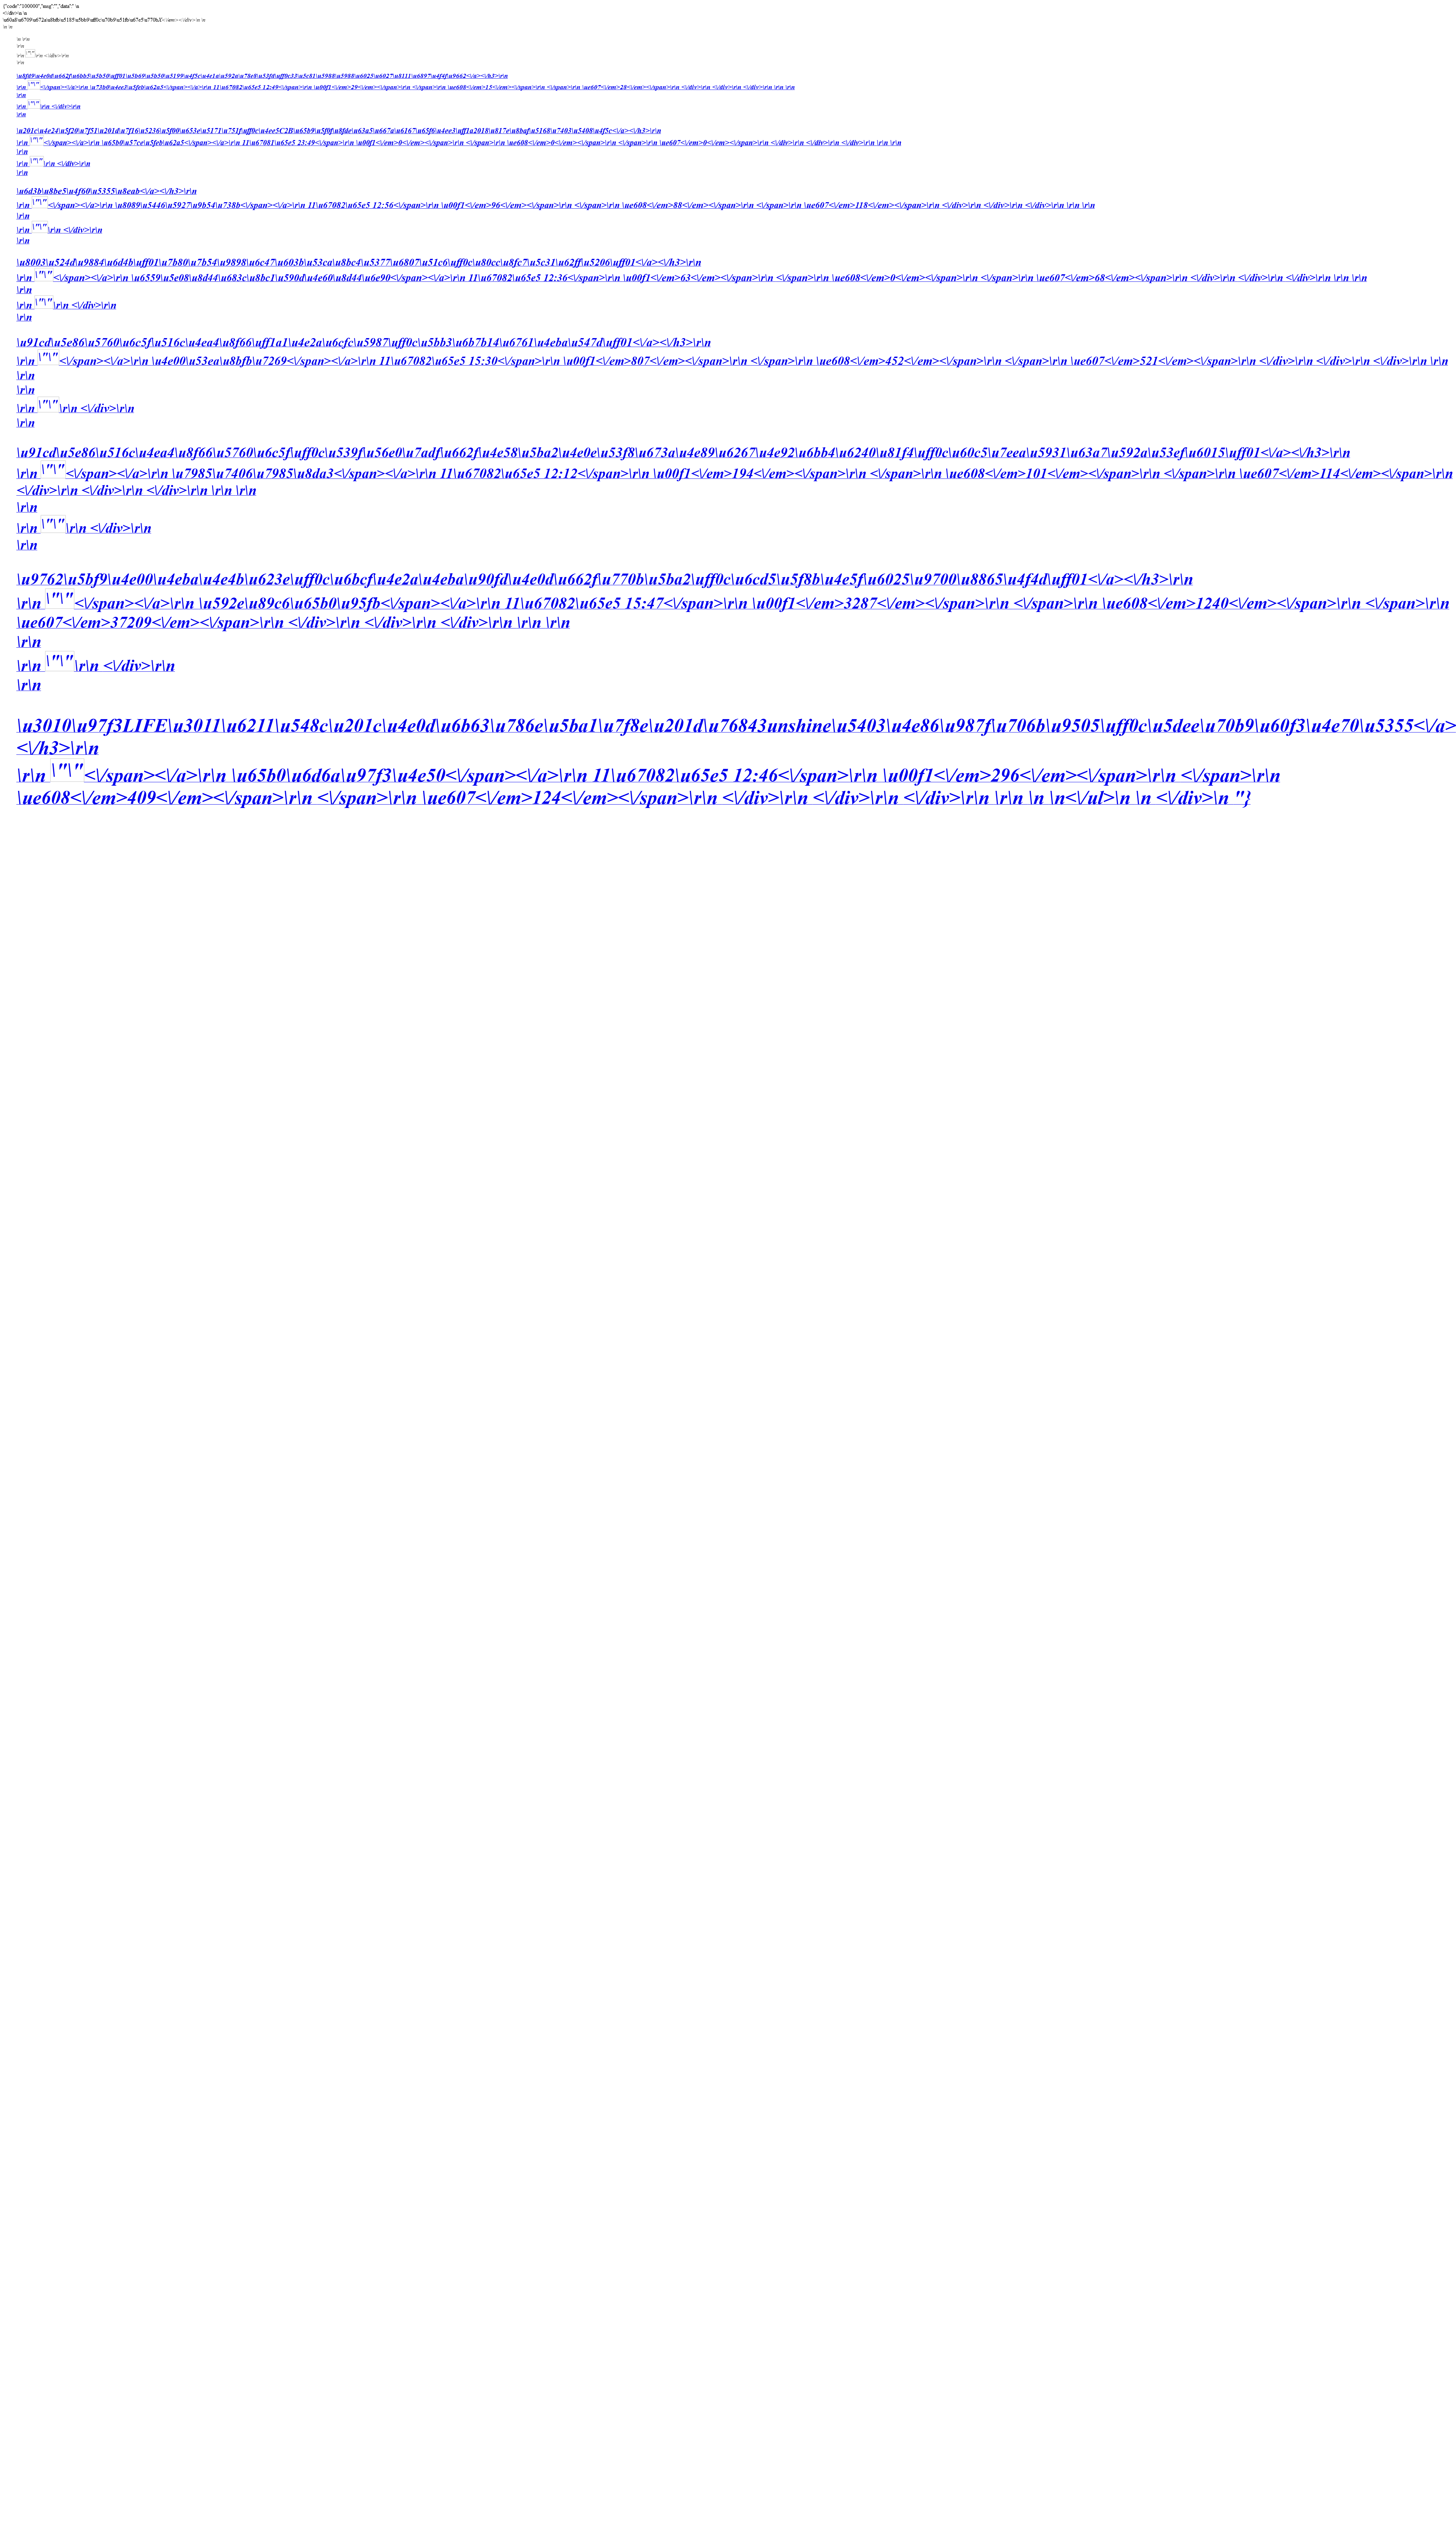 {"code":"100000","msg":"","data":" \n
<\/div>\n \n
\u60a8\u6709\u672a\u8bfb\u5185\u5bb9\uff0c\u70b9\u51fb\u67e5\u770bX<\/em><\/div>\n \n
\n \n
\n \r\n
\r\n
\r\n \"\"\r\n <\/div>\r\n
\r\n
\u8fd9\u4e0d\u662f\u6bb5\u5b50\uff01\u5b69\u5b50\u5199\u4f5c\u4e1a\u592a\u78e8\u53fd\uff0c33\u5c81\u5988\u5988\u6025\u6027\u8111\u6897\u4f4f\u9662<\/a><\/h3>\r\n
\r\n \"\"<\/span><\/a>\r\n \u73b0\u4ee3\u5feb\u62a5<\/span><\/a>\r\n 11\u67082\u65e5 12:49<\/span>\r\n \u00f1<\/em>29<\/em><\/span>\r\n <\/span>\r\n \ue608<\/em>15<\/em><\/span>\r\n <\/span>\r\n \ue607<\/em>28<\/em><\/span>\r\n <\/div>\r\n <\/div>\r\n <\/div>\r\n \r\n \r\n
\r\n
\r\n \"\"\r\n <\/div>\r\n
\r\n
\u201c\u4e24\u5f20\u7f51\u201d\u7f16\u5236\u5f00\u653e\u5171\u751f\uff0c\u4ee5C2B\u65b9\u5f0f\u8fde\u63a5\u667a\u6167\u65f6\u4ee3\uff1a2018\u817e\u8baf\u5168\u7403\u5408\u4f5c<\/a><\/h3>\r\n
\r\n \"\"<\/span><\/a>\r\n \u65b0\u57ce\u5feb\u62a5<\/span><\/a>\r\n 11\u67081\u65e5 23:49<\/span>\r\n \u00f1<\/em>0<\/em><\/span>\r\n <\/span>\r\n \ue608<\/em>0<\/em><\/span>\r\n <\/span>\r\n \ue607<\/em>0<\/em><\/span>\r\n <\/div>\r\n <\/div>\r\n <\/div>\r\n \r\n \r\n
\r\n
\r\n \"\"\r\n <\/div>\r\n
\r\n
\u6d3b\u8be5\u4f60\u5355\u8eab<\/a><\/h3>\r\n
\r\n \"\"<\/span><\/a>\r\n \u8089\u5446\u5927\u9b54\u738b<\/span><\/a>\r\n 11\u67082\u65e5 12:56<\/span>\r\n \u00f1<\/em>96<\/em><\/span>\r\n <\/span>\r\n \ue608<\/em>88<\/em><\/span>\r\n <\/span>\r\n \ue607<\/em>118<\/em><\/span>\r\n <\/div>\r\n <\/div>\r\n <\/div>\r\n \r\n \r\n
\r\n
\r\n \"\"\r\n <\/div>\r\n
\r\n
\u8003\u524d\u9884\u6d4b\uff01\u7b80\u7b54\u9898\u6c47\u603b\u53ca\u8bc4\u5377\u6807\u51c6\uff0c\u80cc\u8fc7\u5c31\u62ff\u5206\uff01<\/a><\/h3>\r\n
\r\n \"\"<\/span><\/a>\r\n \u6559\u5e08\u8d44\u683c\u8bc1\u590d\u4e60\u8d44\u6e90<\/span><\/a>\r\n 11\u67082\u65e5 12:36<\/span>\r\n \u00f1<\/em>63<\/em><\/span>\r\n <\/span>\r\n \ue608<\/em>0<\/em><\/span>\r\n <\/span>\r\n \ue607<\/em>68<\/em><\/span>\r\n <\/div>\r\n <\/div>\r\n <\/div>\r\n \r\n \r\n
\r\n
\r\n \"\"\r\n <\/div>\r\n
\r\n
\u91cd\u5e86\u5760\u6c5f\u516c\u4ea4\u8f66\uff1a1\u4e2a\u6cfc\u5987\uff0c\u5bb3\u6b7b14\u6761\u4eba\u547d\uff01<\/a><\/h3>\r\n
\r\n \"\"<\/span><\/a>\r\n \u4e00\u53ea\u8bfb\u7269<\/span><\/a>\r\n 11\u67082\u65e5 15:30<\/span>\r\n \u00f1<\/em>807<\/em><\/span>\r\n <\/span>\r\n \ue608<\/em>452<\/em><\/span>\r\n <\/span>\r\n \ue607<\/em>521<\/em><\/span>\r\n <\/div>\r\n <\/div>\r\n <\/div>\r\n \r\n
\r\n
\r\n
\r\n \"\"\r\n <\/div>\r\n
\r\n
\u91cd\u5e86\u516c\u4ea4\u8f66\u5760\u6c5f\uff0c\u539f\u56e0\u7adf\u662f\u4e58\u5ba2\u4e0e\u53f8\u673a\u4e89\u6267\u4e92\u6bb4\u6240\u81f4\uff0c\u60c5\u7eea\u5931\u63a7\u592a\u53ef\u6015\uff01<\/a><\/h3>\r\n
\r\n \"\"<\/span><\/a>\r\n \u7985\u7406\u7985\u8da3<\/span><\/a>\r\n 11\u67082\u65e5 12:12<\/span>\r\n \u00f1<\/em>194<\/em><\/span>\r\n <\/span>\r\n \ue608<\/em>101<\/em><\/span>\r\n <\/span>\r\n \ue607<\/em>114<\/em><\/span>\r\n
<\/div>\r\n <\/div>\r\n <\/div>\r\n \r\n \r\n
\r\n
\r\n \"\"\r\n <\/div>\r\n
\r\n
\u9762\u5bf9\u4e00\u4eba\u4e4b\u623e\uff0c\u6bcf\u4e2a\u4eba\u90fd\u4e0d\u662f\u770b\u5ba2\uff0c\u6cd5\u5f8b\u4e5f\u6025\u9700\u8865\u4f4d\uff01<\/a><\/h3>\r\n
\r\n \"\"<\/span><\/a>\r\n \u592e\u89c6\u65b0\u95fb<\/span><\/a>\r\n 11\u67082\u65e5 15:47<\/span>\r\n \u00f1<\/em>3287<\/em><\/span>\r\n <\/span>\r\n \ue608<\/em>1240<\/em><\/span>\r\n <\/span>\r\n
\ue607<\/em>37209<\/em><\/span>\r\n <\/div>\r\n <\/div>\r\n <\/div>\r\n \r\n \r\n
\r\n
\r\n \"\"\r\n <\/div>\r\n
\r\n
\u3010\u97f3LIFE\u3011\u6211\u548c\u201c\u4e0d\u6b63\u786e\u5ba1\u7f8e\u201d\u76843unshine\u5403\u4e86\u987f\u706b\u9505\uff0c\u5dee\u70b9\u60f3\u4e70\u5355<\/a>
<\/h3>\r\n
\r\n \"\"<\/span><\/a>\r\n \u65b0\u6d6a\u97f3\u4e50<\/span><\/a>\r\n 11\u67082\u65e5 12:46<\/span>\r\n \u00f1<\/em>296<\/em><\/span>\r\n <\/span>\r\n
\ue608<\/em>409<\/em><\/span>\r\n <\/span>\r\n \ue607<\/em>124<\/em><\/span>\r\n <\/div>\r\n <\/div>\r\n <\/div>\r\n \r\n \n \n<\/ul>\n \n <\/div>\n "}